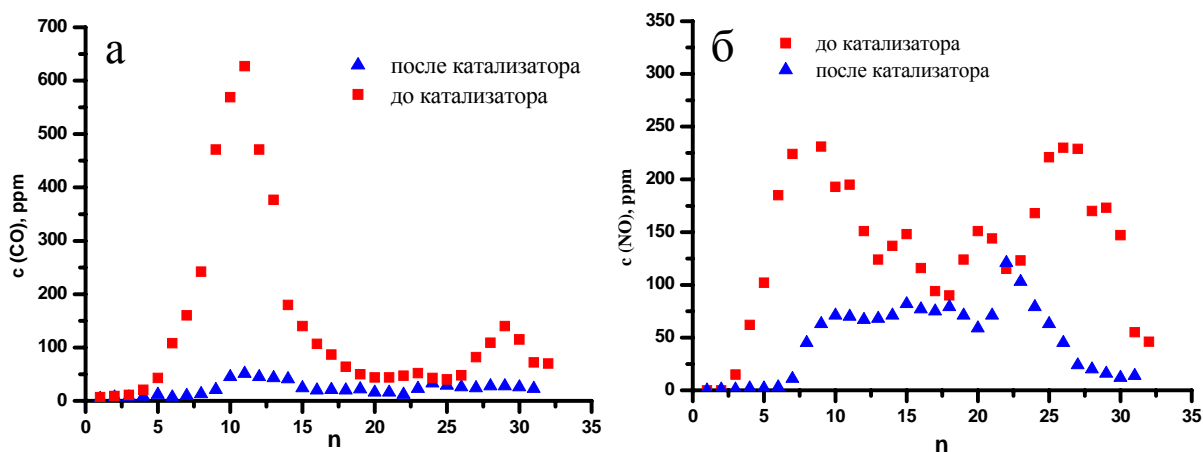 а
700
600
500
400
300
200
100
0
c (CO), ppm
после катализатора
до катализатора
0 5 10 15 20 25 30 35
n
б
350
300
250
200
150
100
50
0
c (NO), ppm
до катализатора
после катализатора
0 5 10 15 20 25 30 35
n